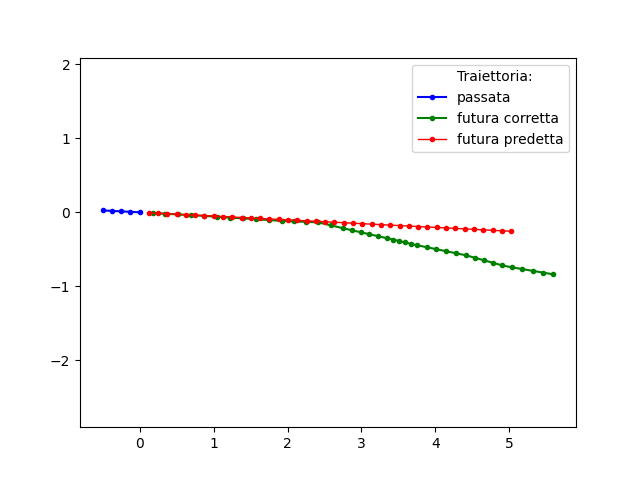 Traiettoria:
passata
futura corretta
futura predetta
2
1
0
−1
−2
0 1 2 3 4 5